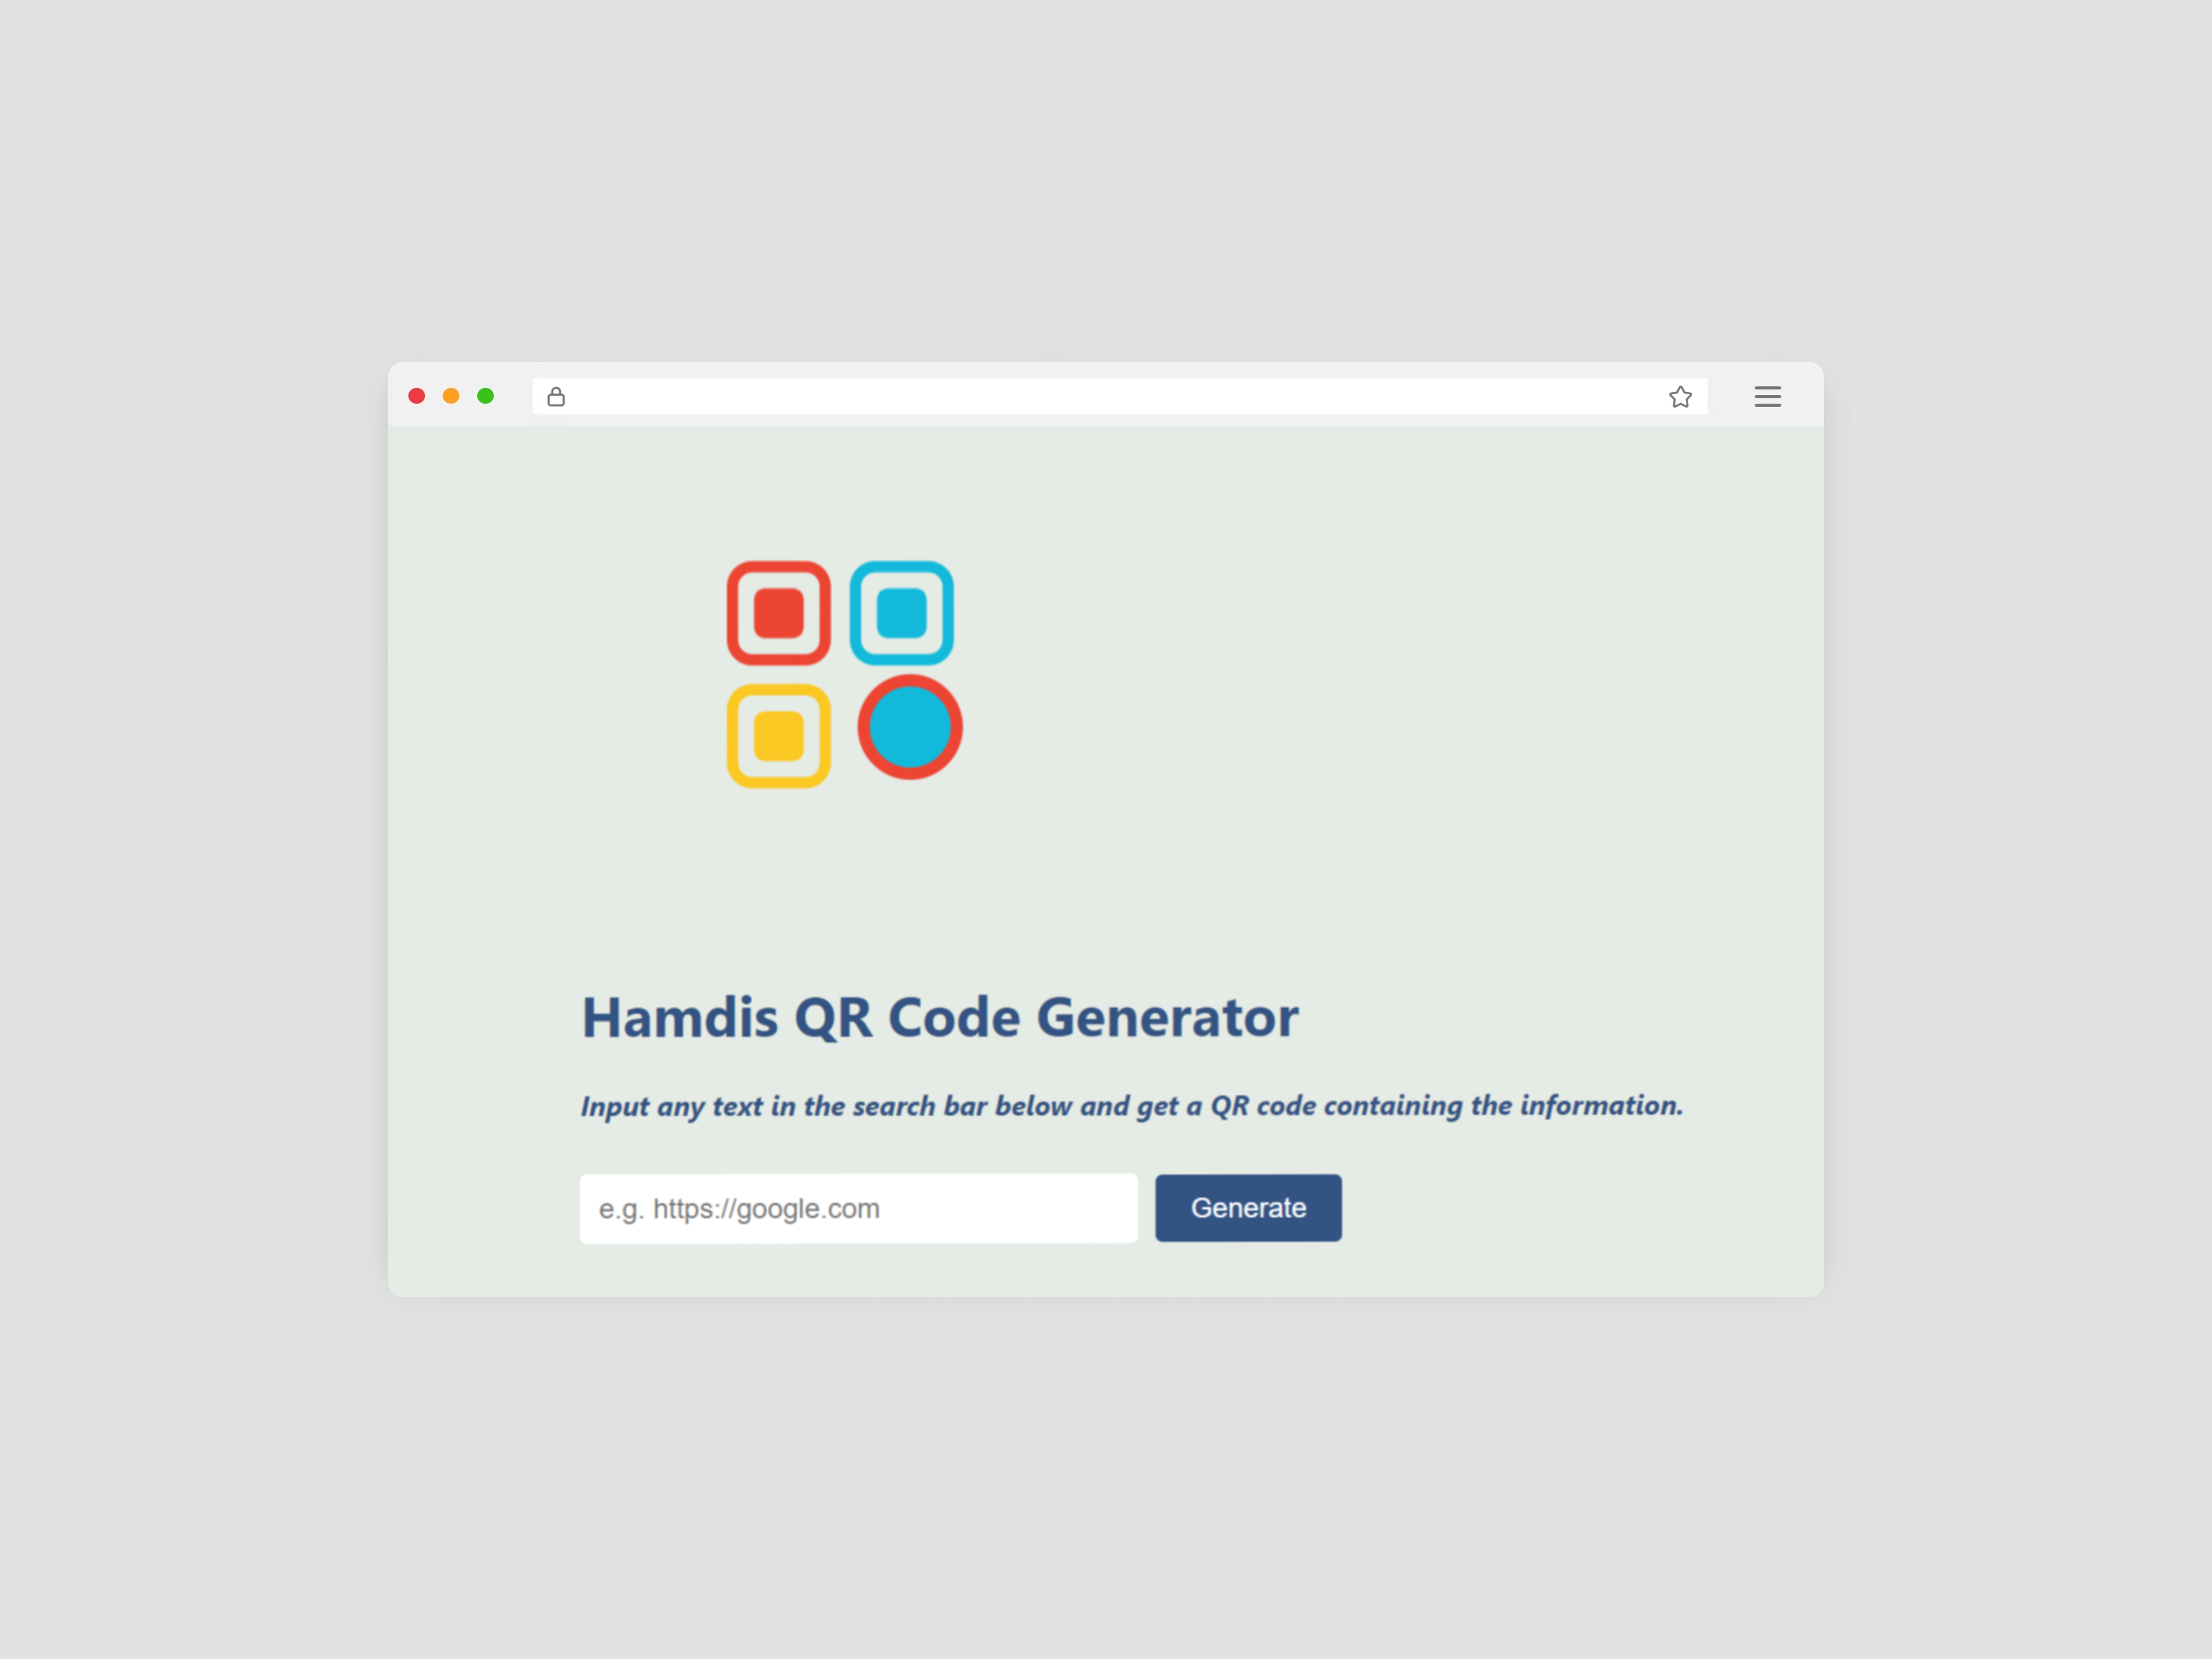 Hamdis QR Code Generator
Input any text in the search bar below and get a QR code containing the information.
e.g. https://google.com
Generate